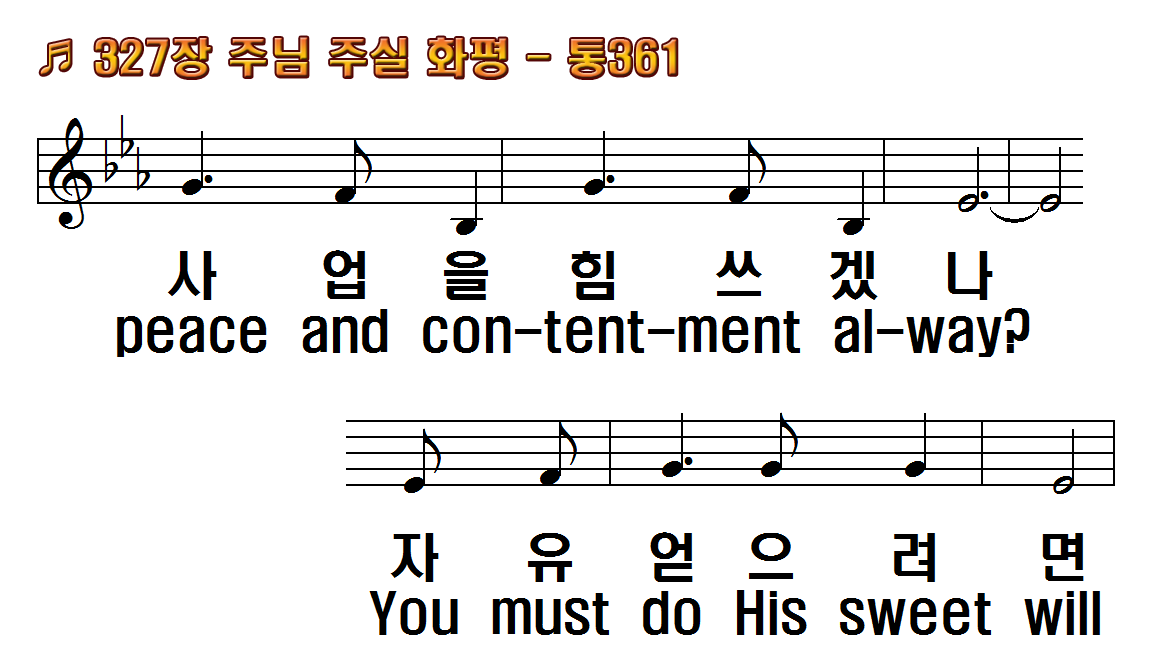 ♬ 327장 주님 주실 화평 - 통361
사 업 을 힘 쓰 겠 나
peace and con-tent-ment al-way?
자 유 얻 으 려 면
You must do His sweet will